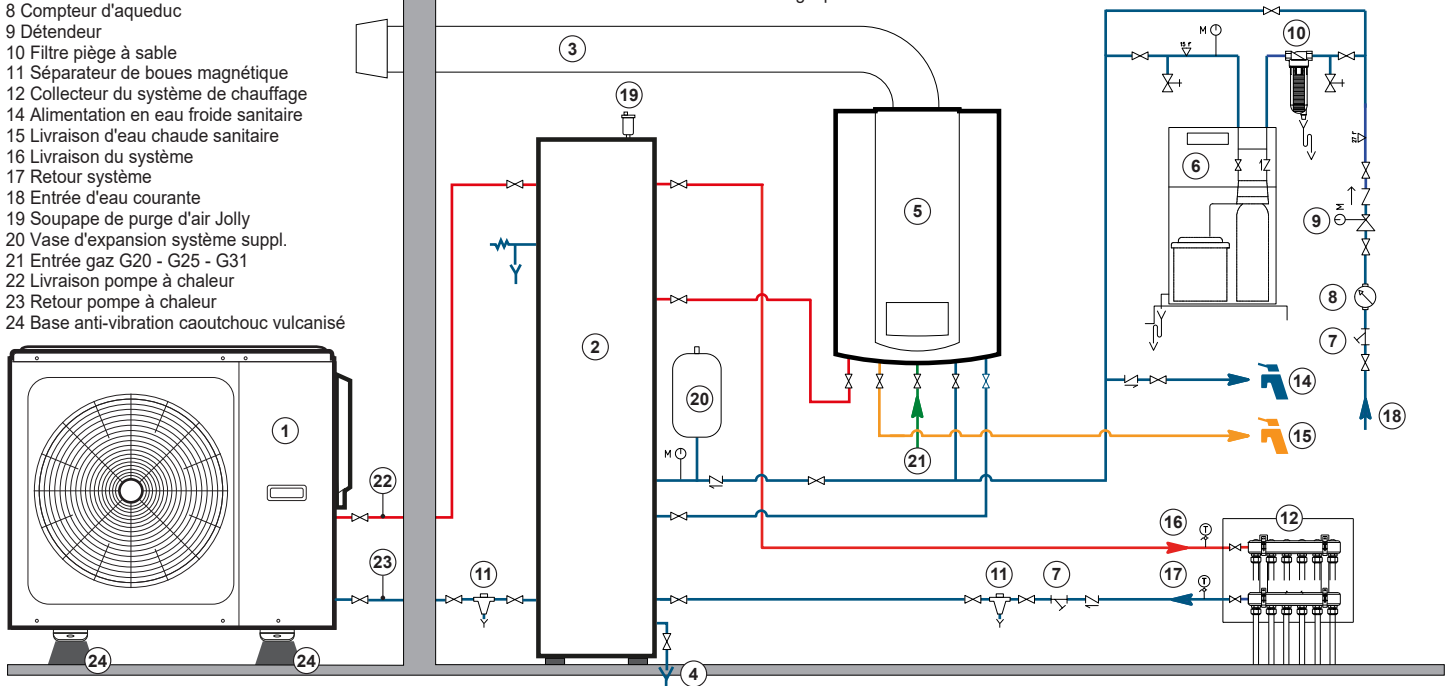 8 Compteur d'aqueduc
9 Détendeur
10 Filtre piège à sable
11 Séparateur de boues magnétique
12 Collecteur du système de chauffage
14 Alimentation en eau froide sanitaire
15 Livraison d'eau chaude sanitaire
16 Livraison du système
17 Retour système
18 Entrée d'eau courante
19 Soupape de purge d'air Jolly
20 Vase d'expansion système suppl.
21 Entrée gaz G20 - G25 - G31
22 Livraison pompe à chaleur
23 Retour pompe à chaleur
24 Base anti-vibration caoutchouc vulcanisé
3
M
10
19
6
5
M
9
8
2
7
20
14
1
18
15
M
21
22
16
T
12
23
11
11
7
17
T
24
24
4